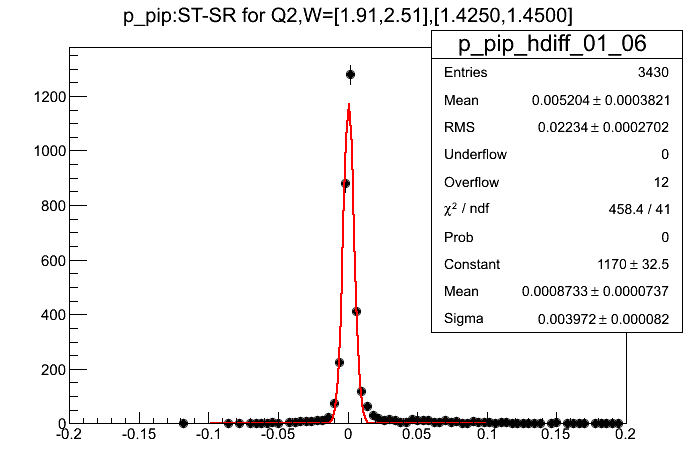 p_pip:ST-SR for Q2,W=[1.91,2.51],[1.4250,1.4500]
p_pip_hdiff_01_06
Entries 3430
Mean 0.005204 ± 0.0003821
RMS 0.02234 ± 0.0002702
Underflow 0
Overflow 12
χ² / ndf 458.4 / 41
Prob 0
Constant 1170 ± 32.5
Mean 0.0008733 ± 0.0000737
Sigma 0.003972 ± 0.000082
1200
1000
800
600
400
200
0
-0.2 -0.15 -0.1 -0.05 0 0.05 0.1 0.15 0.2